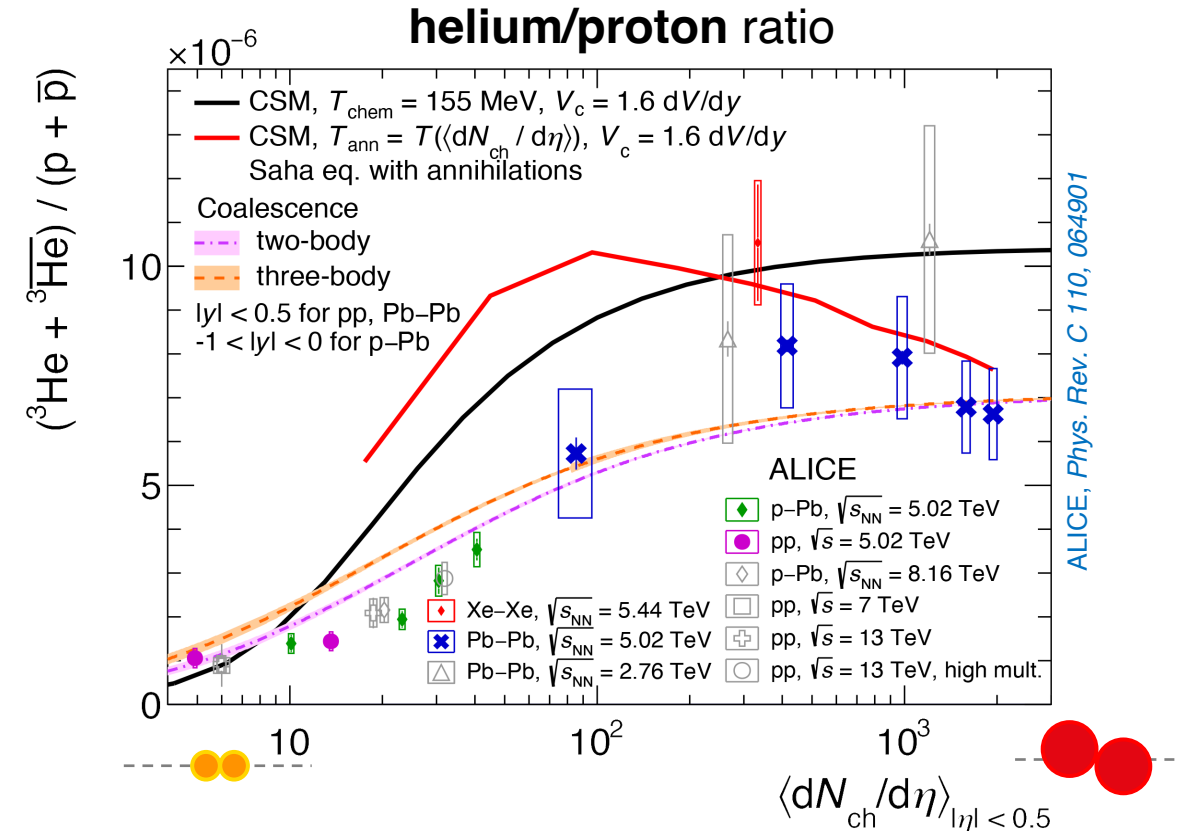 helium/proton ratio
×10⁻⁶
(³He + ³H̅e̅) / (p + p̅)
CSM, T_chem = 155 MeV, V_c = 1.6 dV/dy
CSM, T_ann = T(⟨dN_ch / dη⟩), V_c = 1.6 dV/dy
Saha eq. with annihilations
Coalescence
two-body
three-body
|y| < 0.5 for pp, Pb−Pb
-1 < |y| < 0 for p−Pb
10
5
0
ALICE
p−Pb, √s_NN = 5.02 TeV
pp, √s = 5.02 TeV
p−Pb, √s_NN = 8.16 TeV
pp, √s = 7 TeV
pp, √s = 13 TeV
pp, √s = 13 TeV, high mult.
Xe−Xe, √s_NN = 5.44 TeV
Pb−Pb, √s_NN = 5.02 TeV
Pb−Pb, √s_NN = 2.76 TeV
10 10² 10³
⟨dN_ch/dη⟩_|η| < 0.5
ALICE, Phys. Rev. C 110, 064901